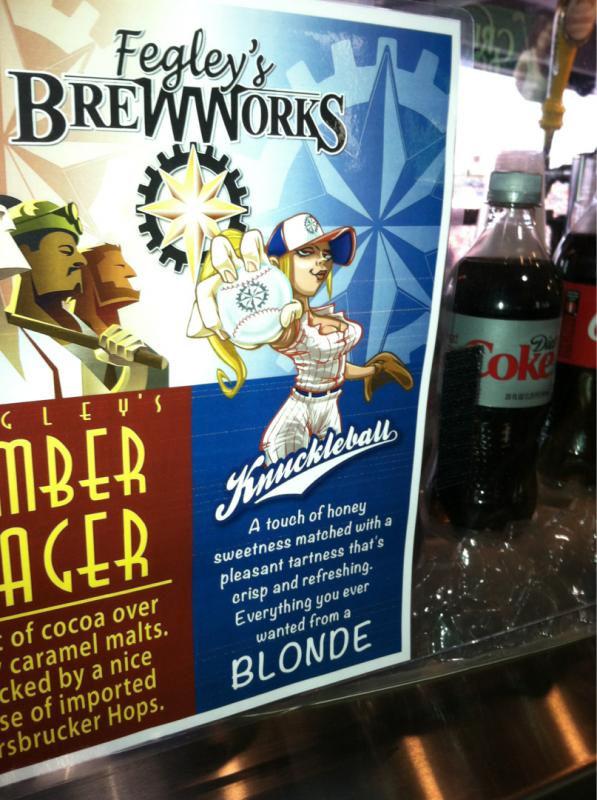 Fegley's
BREWWORKS
Knuckleball
A touch of honey
sweetness matched with a
pleasant tartness that's
crisp and refreshing.
Everything you ever
wanted from a
BLONDE
GLEY'S
MBER
AGER
of cocoa over
caramel malts.
cked by a nice
se of imported
rsbrucker Hops.
Diet
Coke